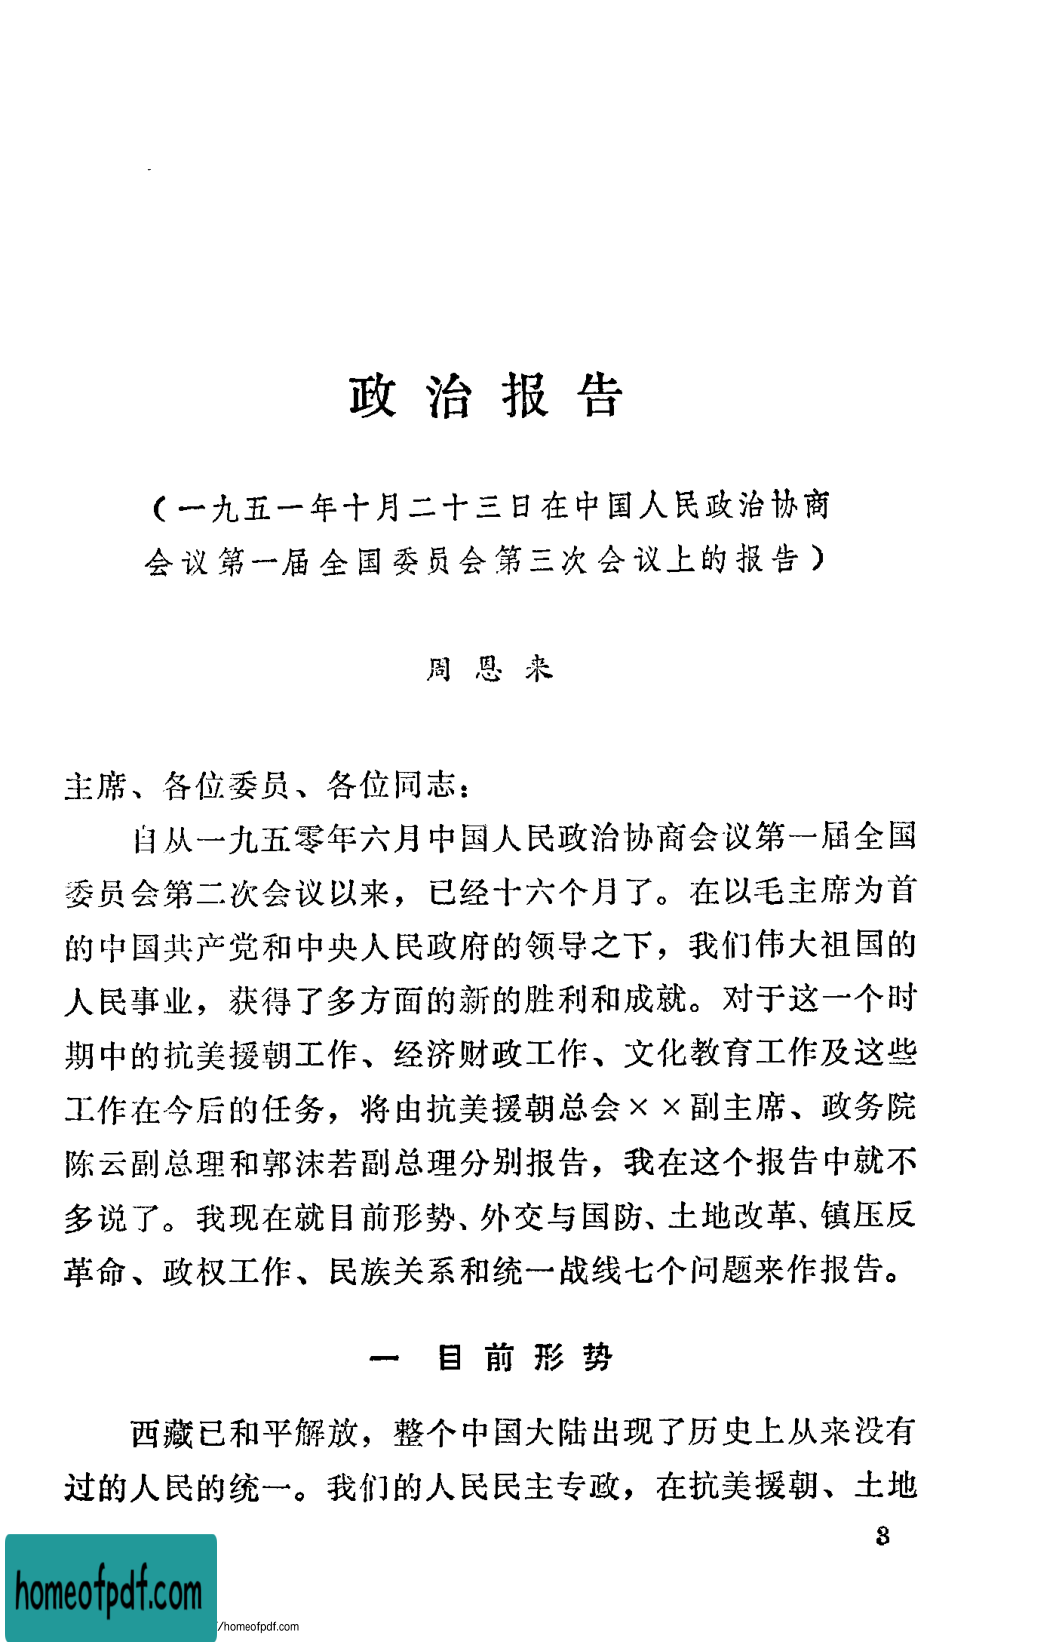 政治报告
（一九五一年十月二十三日在中国人民政治协商
会议第一届全国委员会第三次会议上的报告）
周恩来
主席、各位委员、各位同志：
自从一九五零年六月中国人民政治协商会议第一届全国
委员会第二次会议以来，已经十六个月了。在以毛主席为首
的中国共产党和中央人民政府的领导之下，我们伟大祖国的
人民事业，获得了多方面的新的胜利和成就。对于这一个时
期中的抗美援朝工作、经济财政工作、文化教育工作及这些
工作在今后的任务，将由抗美援朝总会××副主席、政务院
陈云副总理和郭沫若副总理分别报告，我在这个报告中就不
多说了。我现在就目前形势、外交与国防、土地改革、镇压反
革命、政权工作、民族关系和统一战线七个问题来作报告。
一 目前形势
西藏已和平解放，整个中国大陆出现了历史上从来没有
过的人民的统一。我们的人民民主专政，在抗美援朝、土地
3
homeofpdf.com
/homeofpdf.com